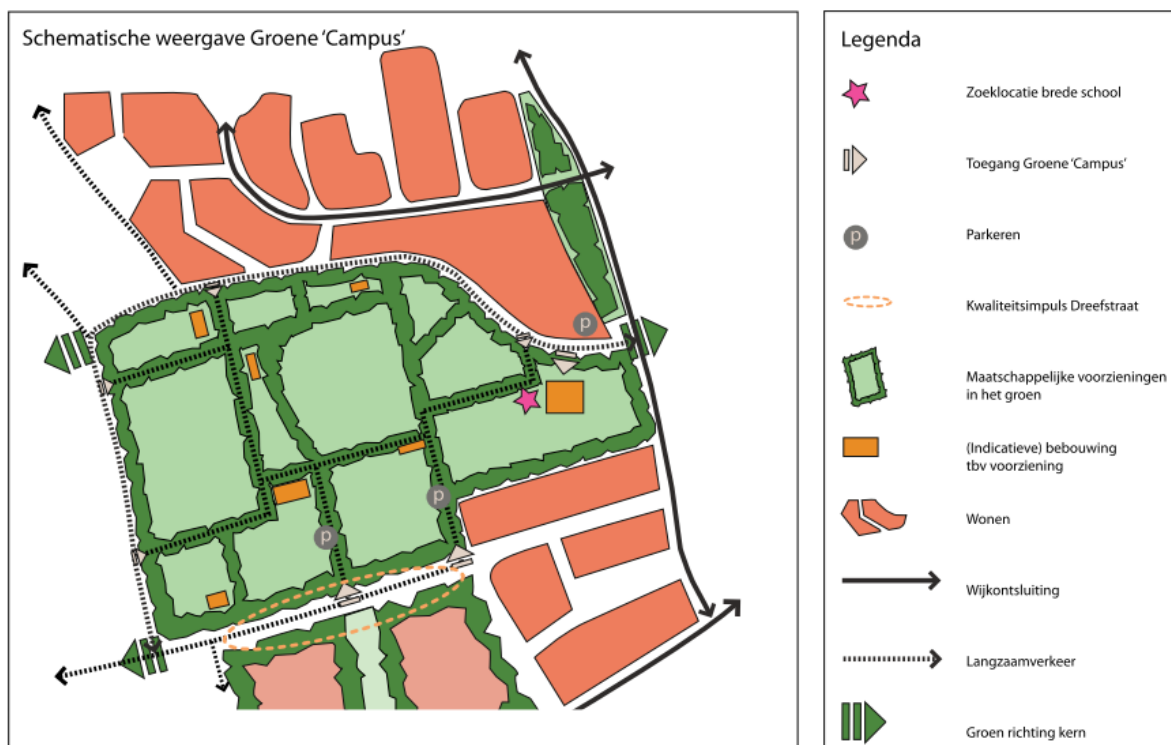 Schematische weergave Groene 'Campus'
p
p
p
Legenda
Zoeklocatie brede school
Toegang Groene 'Campus'
p
Parkeren
Kwaliteitsimpuls Dreefstraat
Maatschappelijke voorzieningen
in het groen
(Indicatieve) bebouwing
tbv voorziening
Wonen
Wijkontsluiting
Langzaamverkeer
Groen richting kern